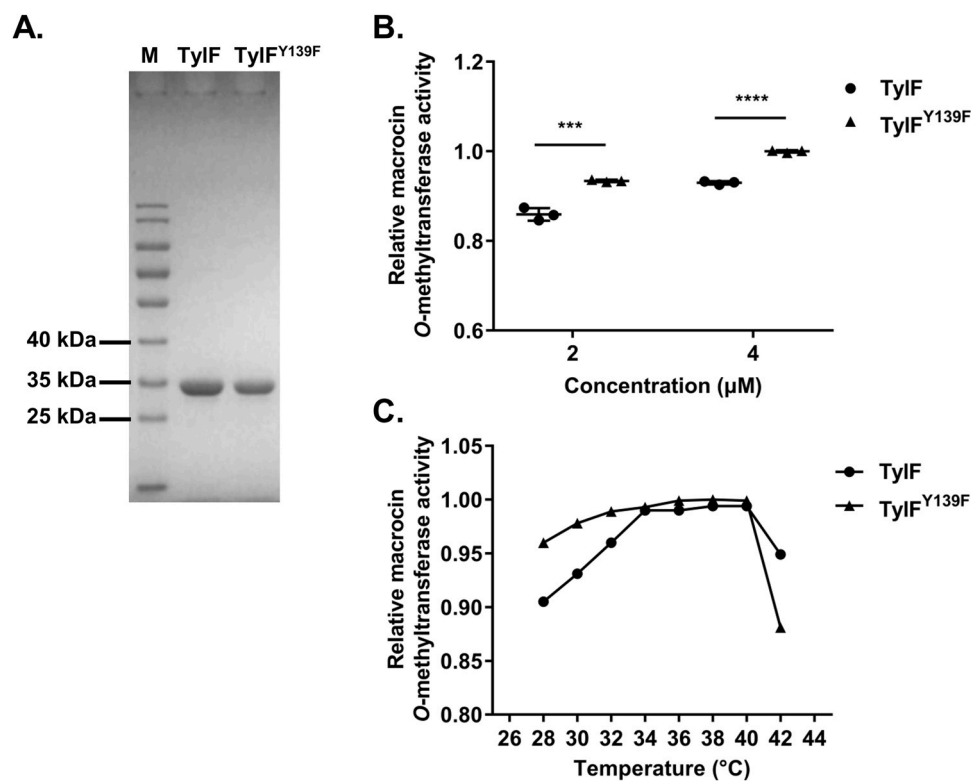 A.
M TylF TylF^Y139F
40 kDa
35 kDa
25 kDa
B.
Relative macrocin
O-methyltransferase activity
1.2
1.0
0.8
0.6
***
****
2 4
Concentration (μM)
TylF
TylF^Y139F
C.
Relative macrocin
O-methyltransferase activity
1.05
1.00
0.95
0.90
0.85
0.80
26 28 30 32 34 36 38 40 42 44
Temperature (°C)
TylF
TylF^Y139F